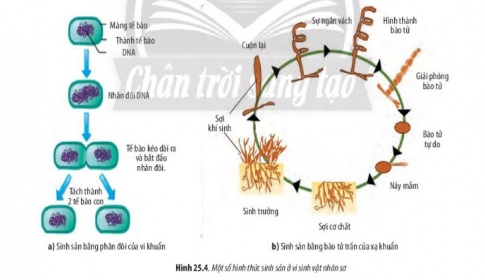 Màng tế bào
Thành tế bào
DNA
Nhân đôi DNA
Tế bào kéo dài ra
và bắt đầu
nhân đôi.
Tách thành
2 tế bào con
a) Sinh sản bằng phân đôi của vi khuẩn
Sự ngăn vách
Hình thành
bào tử
Cuộn lại
Giải phóng
bào tử
Sợi
khí sinh
Bào tử
tự do
Nảy mầm
Sinh trưởng
Sợi cơ chất
b) Sinh sản bằng bào tử trần của xạ khuẩn
Hình 25.4. Một số hình thức sinh sản ở vi sinh vật nhân sơ
Chân trời sáng tạo